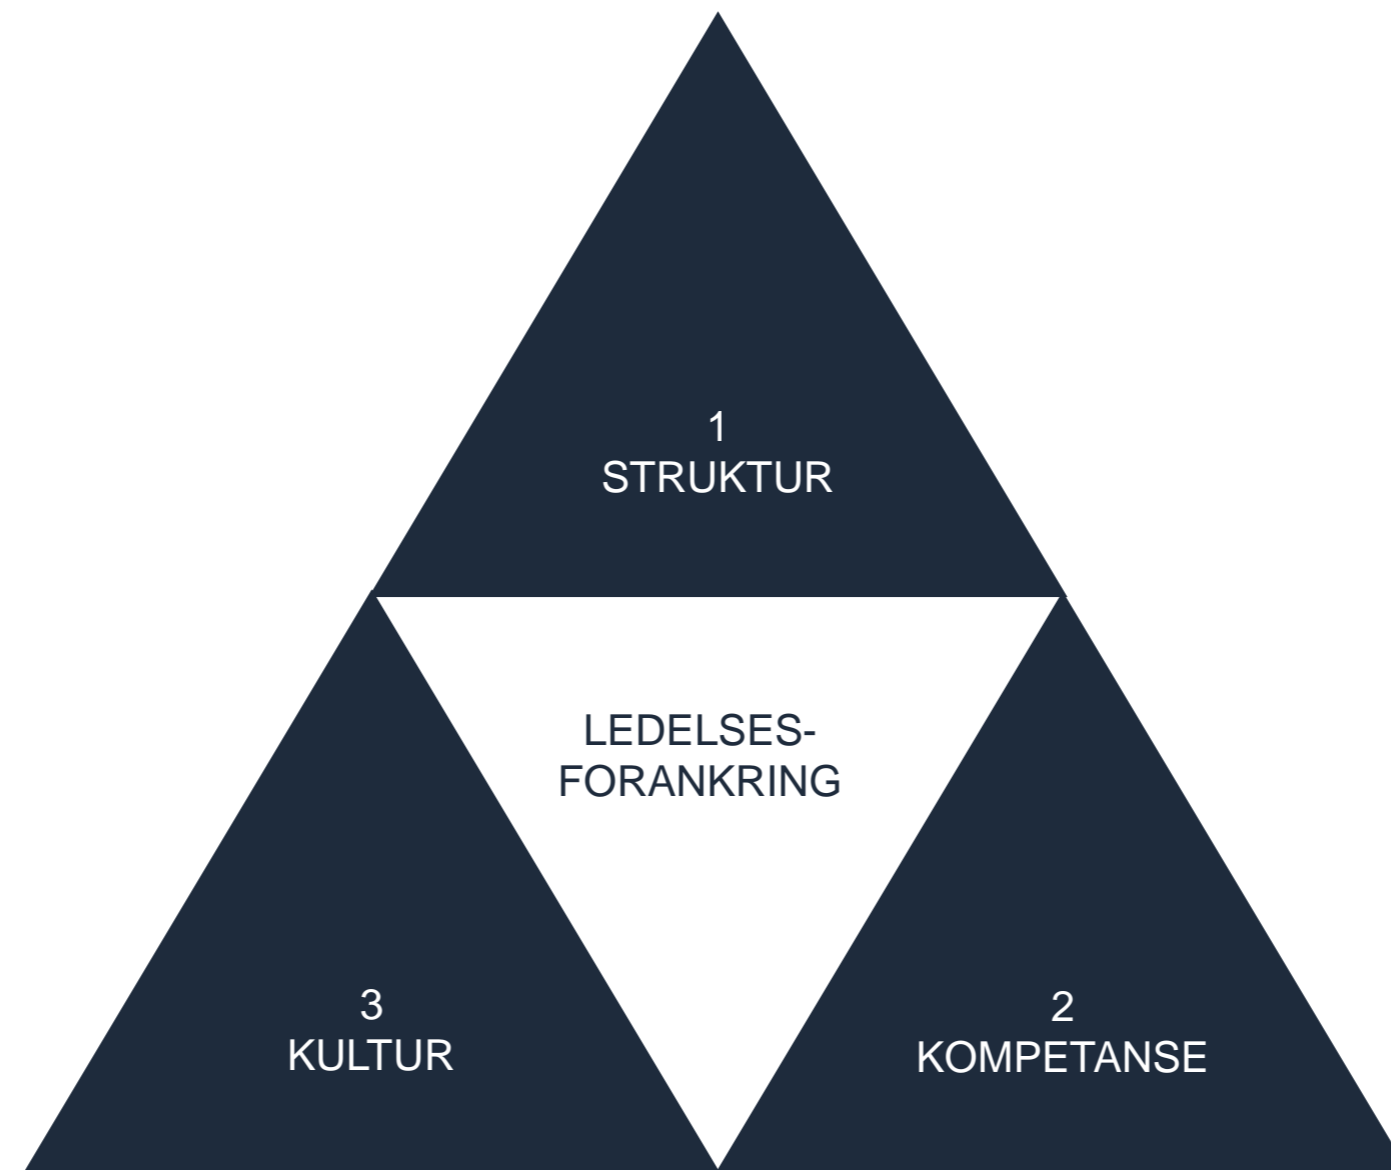 1
STRUKTUR
LEDELSES-
FORANKRING
3
KULTUR
2
KOMPETANSE